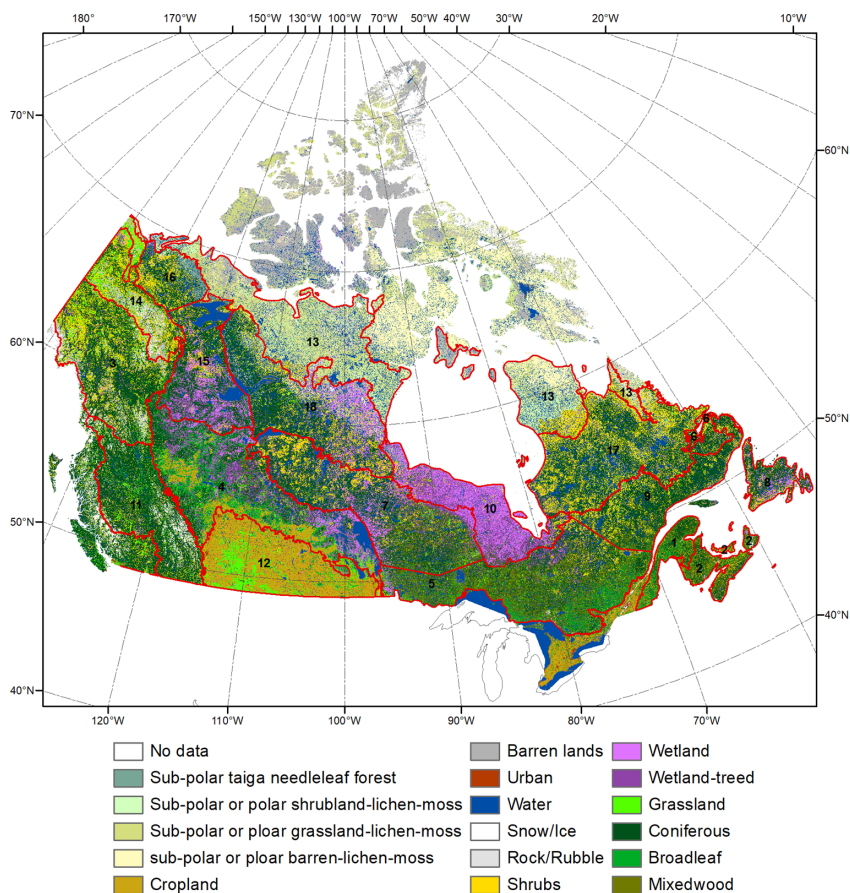 180° 170°W 150°W 130°W 100°W 70°W 50°W 40°W 30°W 20°W 10°W
70°N
60°N
16
14
13
60°N
3
15
13
13
18
50°N
6
6
17
11
4
7
10
9
8
50°N
12
5
1
2
2
2
40°N
40°N
120°W 110°W 100°W 90°W 80°W 70°W
No data
Barren lands
Wetland
Sub-polar taiga needleleaf forest
Urban
Wetland-treed
Sub-polar or polar shrubland-lichen-moss
Water
Grassland
Sub-polar or ploar grassland-lichen-moss
Snow/Ice
Coniferous
sub-polar or ploar barren-lichen-moss
Rock/Rubble
Broadleaf
Cropland
Shrubs
Mixedwood